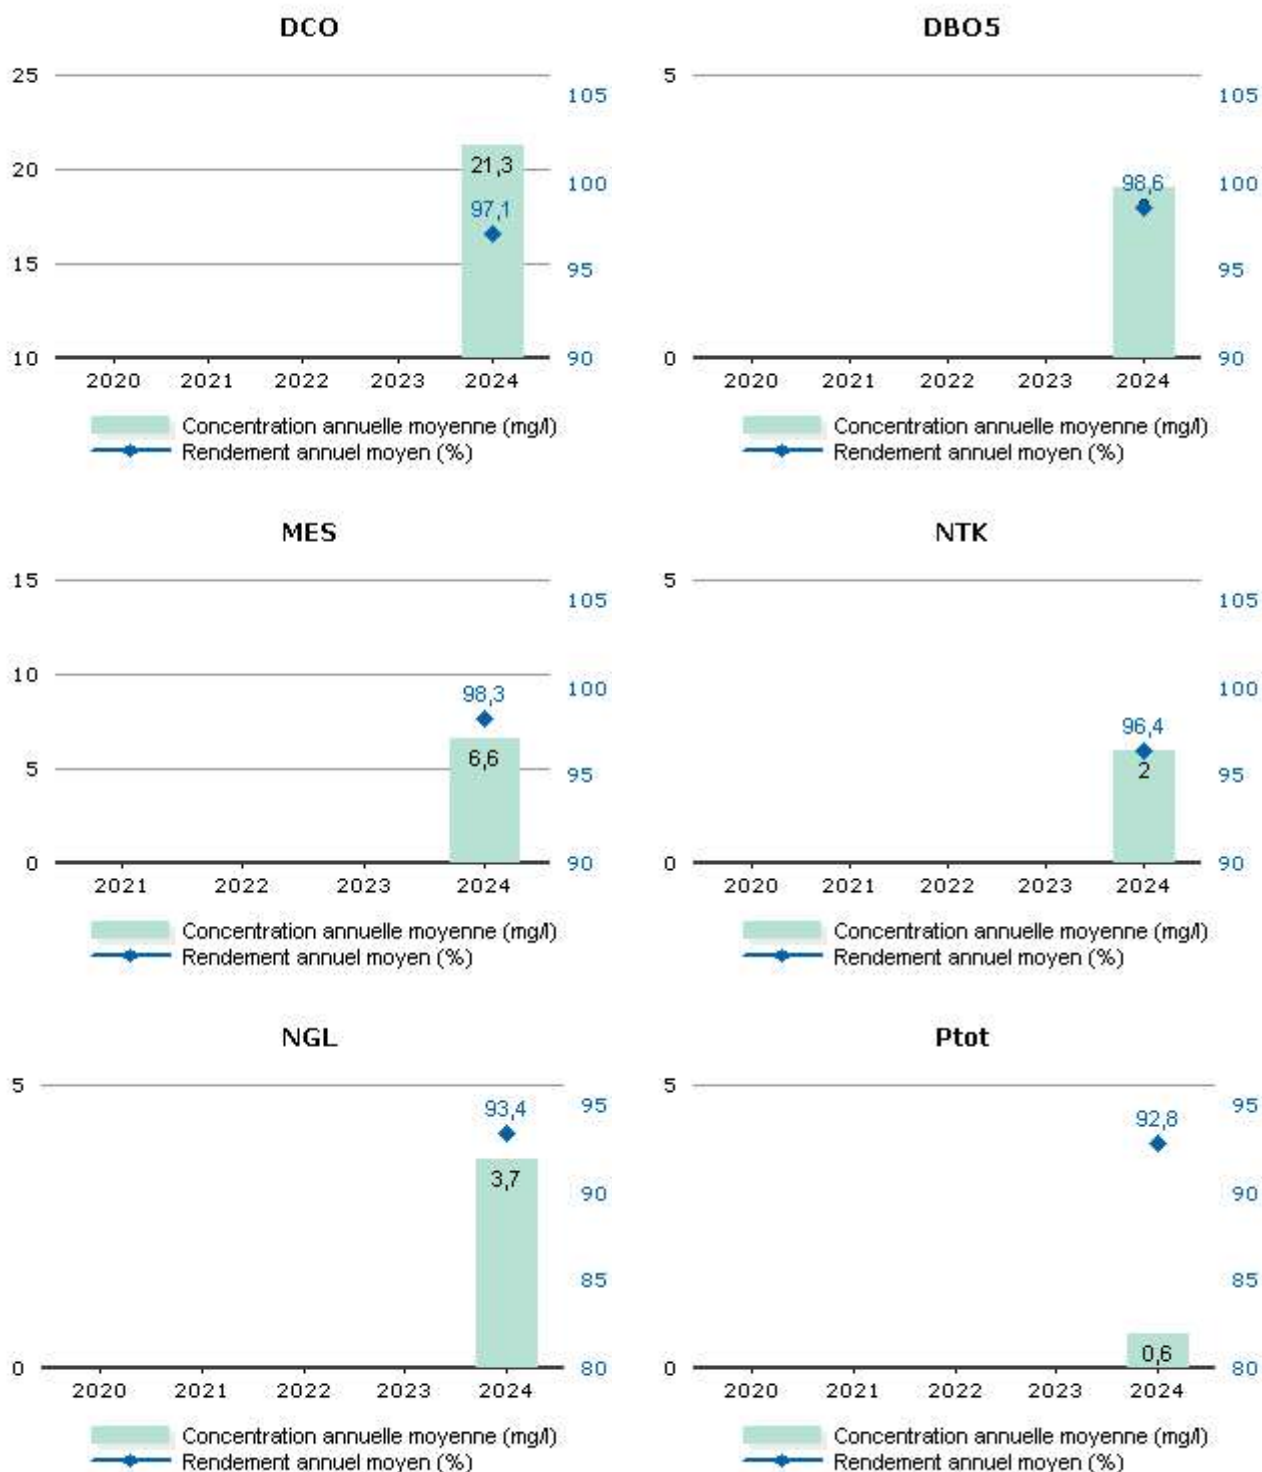 DCO
25
20
15
10
105
100
95
90
21,3
97,1
2020 2021 2022 2023 2024
Concentration annuelle moyenne (mg/l)
Rendement annuel moyen (%)
DBO5
5
0
105
100
95
90
98,6
2020 2021 2022 2023 2024
Concentration annuelle moyenne (mg/l)
Rendement annuel moyen (%)
MES
15
10
5
0
105
100
95
90
98,3
6,6
2021 2022 2023 2024
Concentration annuelle moyenne (mg/l)
Rendement annuel moyen (%)
NTK
5
0
105
100
95
90
96,4
2
2020 2021 2022 2023 2024
Concentration annuelle moyenne (mg/l)
Rendement annuel moyen (%)
NGL
5
0
95
90
85
80
93,4
3,7
2020 2021 2022 2023 2024
Concentration annuelle moyenne (mg/l)
Rendement annuel moyen (%)
Ptot
5
0
95
90
85
80
92,8
0,6
2020 2021 2022 2023 2024
Concentration annuelle moyenne (mg/l)
Rendement annuel moyen (%)